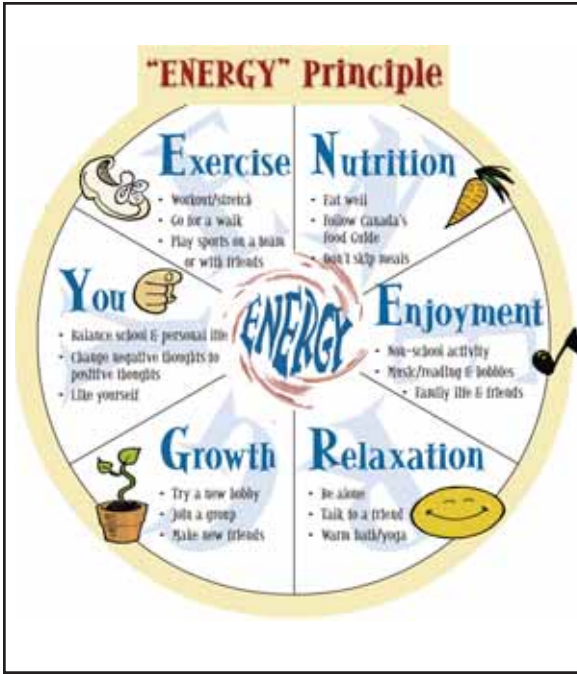 "ENERGY" Principle
Exercise
• Workout/stretch
• Go for a walk
• Play sports on a team
or with friends
Nutrition
• Eat well
• Follow Canada's
Food Guide
• Don't skip meals
Enjoyment
• Non-school activity
• Music/reading & hobbies
• Family life & friends
Relaxation
• Be alone
• Talk to a friend
• Warm bath/yoga
Growth
• Try a new hobby
• Join a group
• Make new friends
You
• Balance school & personal life
• Change negative thoughts to
positive thoughts
• Like yourself
ENERGY